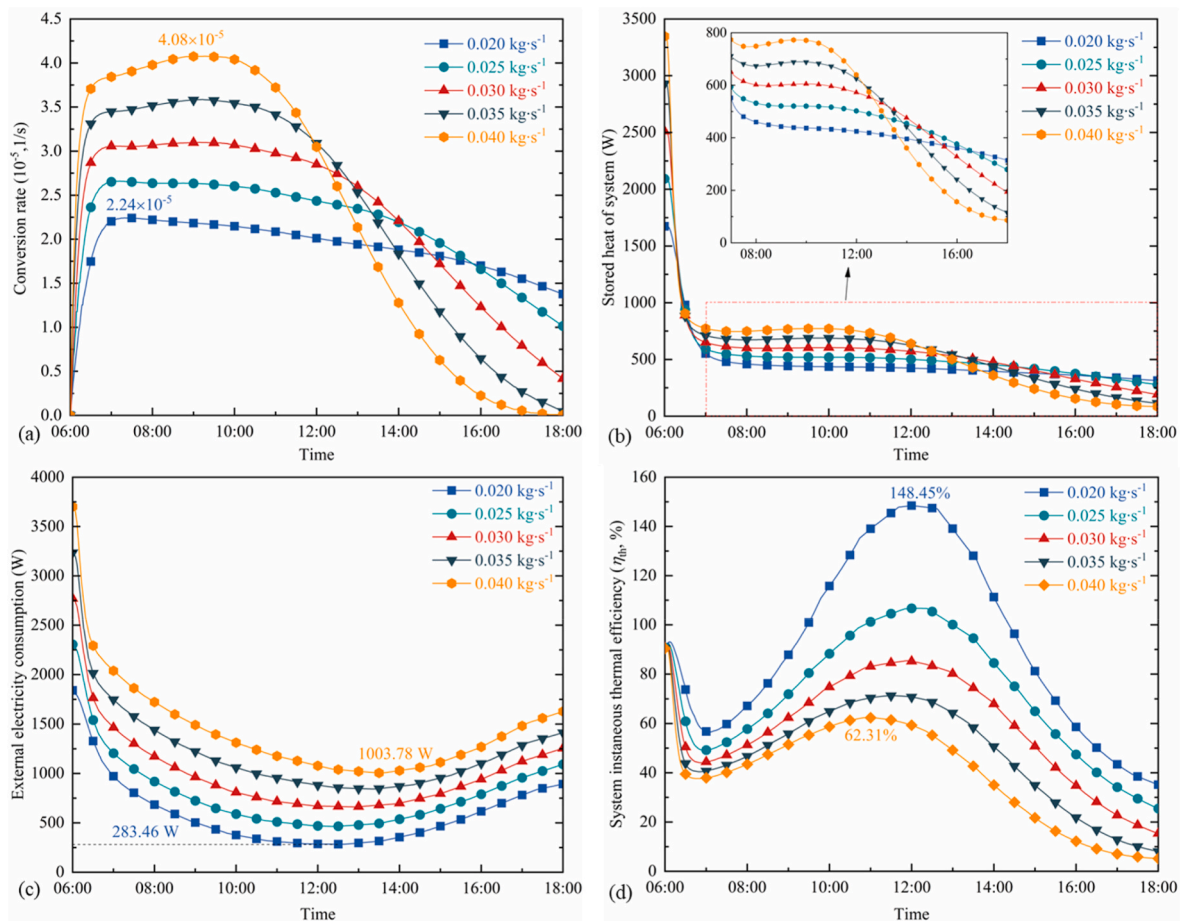 4.5
4.0
3.5
3.0
2.5
2.0
1.5
4.0
0.5
0.0
Conversion rate (10⁻⁵,1/s)
4.08×10⁻⁵
2.24×10⁻⁵
0.020 kg·s⁻¹
0.025 kg·s⁻¹
0.030 kg·s⁻¹
0.035 kg·s⁻¹
0.040 kg·s⁻¹
06:00 08:00 10:00 12:00 14:00 16:00 18:00
(a)
Time
3500
3000
2500
2000
1500
1000
500
0
Stored heat of system (W)
800
600
400
200
0
08:00 12:00 16:00
0.020 kg·s⁻¹
0.025 kg·s⁻¹
0.030 kg·s⁻¹
0.035 kg·s⁻¹
0.040 kg·s⁻¹
06:00 08:00 10:00 12:00 14:00 16:00 18:00
(b)
Time
4000
3500
3000
2500
2000
1500
1000
500
0
External electricity consumption (W)
0.020 kg·s⁻¹
0.025 kg·s⁻¹
0.030 kg·s⁻¹
0.035 kg·s⁻¹
0.040 kg·s⁻¹
1003.78 W
283.46 W
06:00 08:00 10:00 12:00 14:00 16:00 18:00
(c)
Time
160
140
120
100
80
60
40
20
0
System instantaneous thermal efficiency (ηth, %)
148.45%
62.31%
0.020 kg·s⁻¹
0.025 kg·s⁻¹
0.030 kg·s⁻¹
0.035 kg·s⁻¹
0.040 kg·s⁻¹
06:00 08:00 10:00 12:00 14:00 16:00 18:00
(d)
Time